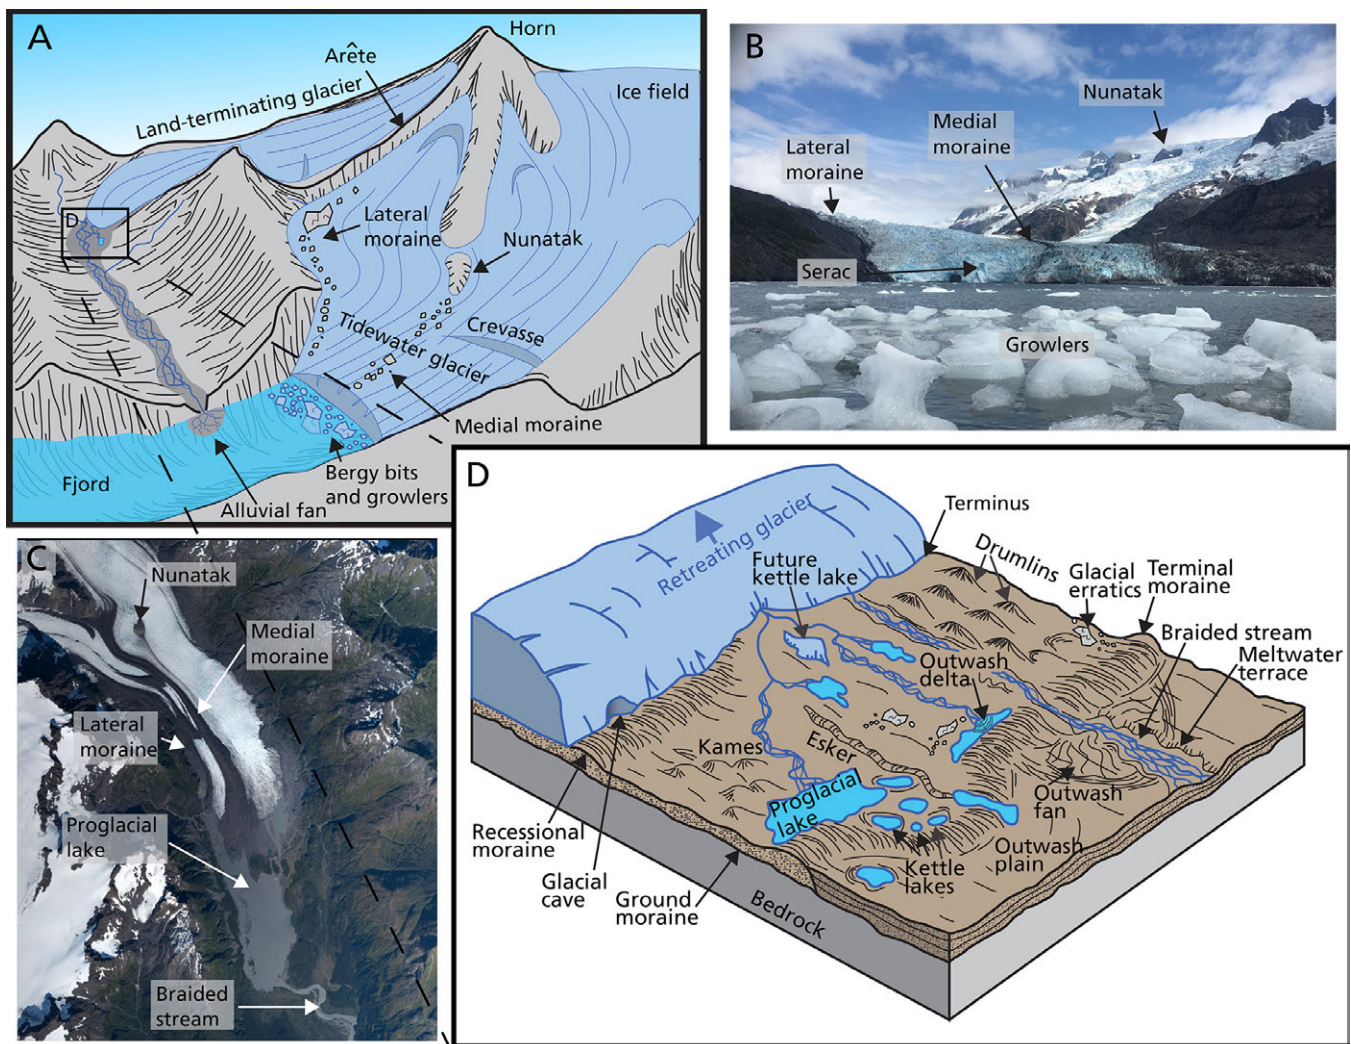 A
Horn
Arête
Ice field
Land-terminating glacier
D
Lateral
moraine
Nunatak
Tidewater glacier
Crevasse
Medial moraine
Bergy bits
and growlers
Fjord
Alluvial fan
B
Nunatak
Medial
moraine
Lateral
moraine
Serac
Growlers
C
Nunatak
Medial
moraine
Lateral
moraine
Proglacial
lake
Braided
stream
D
Terminus
Retreating glacier
Drumlins
Future
kettle lake
Glacial
erratics
Terminal
moraine
Braided stream
Meltwater
terrace
Outwash
delta
Kames
Esker
Proglacial
lake
Outwash
fan
Recessional
moraine
Outwash
plain
Kettle
lakes
Glacial
cave
Ground
moraine
Bedrock